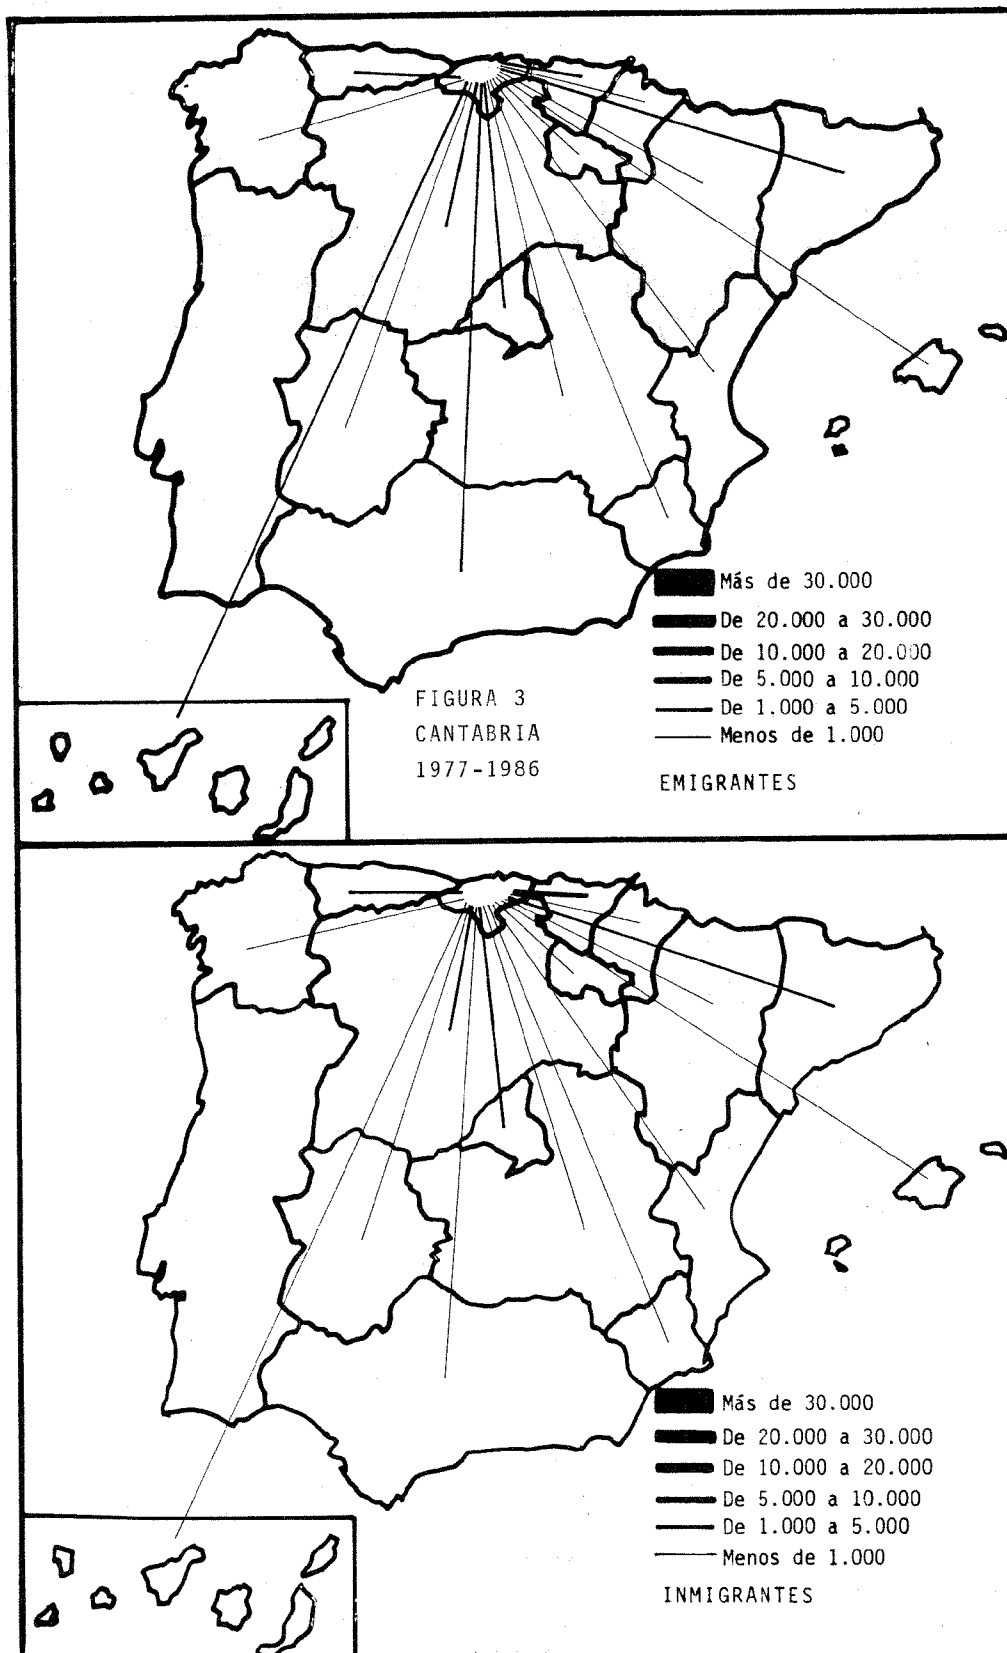 Más de 30.000
De 20.000 a 30.000
De 10.000 a 20.000
De 5.000 a 10.000
De 1.000 a 5.000
Menos de 1.000
EMIGRANTES
FIGURA 3
CANTABRIA
1977-1986
Más de 30.000
De 20.000 a 30.000
De 10.000 a 20.000
De 5.000 a 10.000
De 1.000 a 5.000
Menos de 1.000
INMIGRANTES